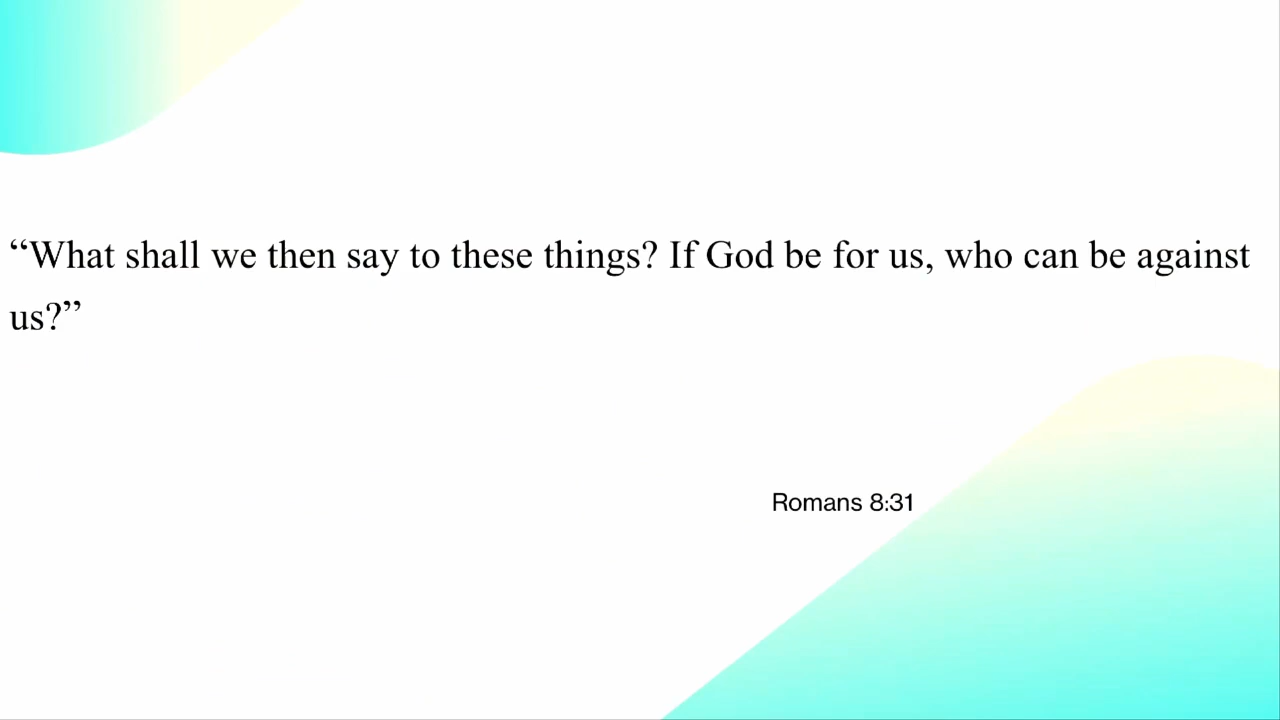 “What shall we then say to these things? If God be for us, who can be against
us?”
Romans 8:31